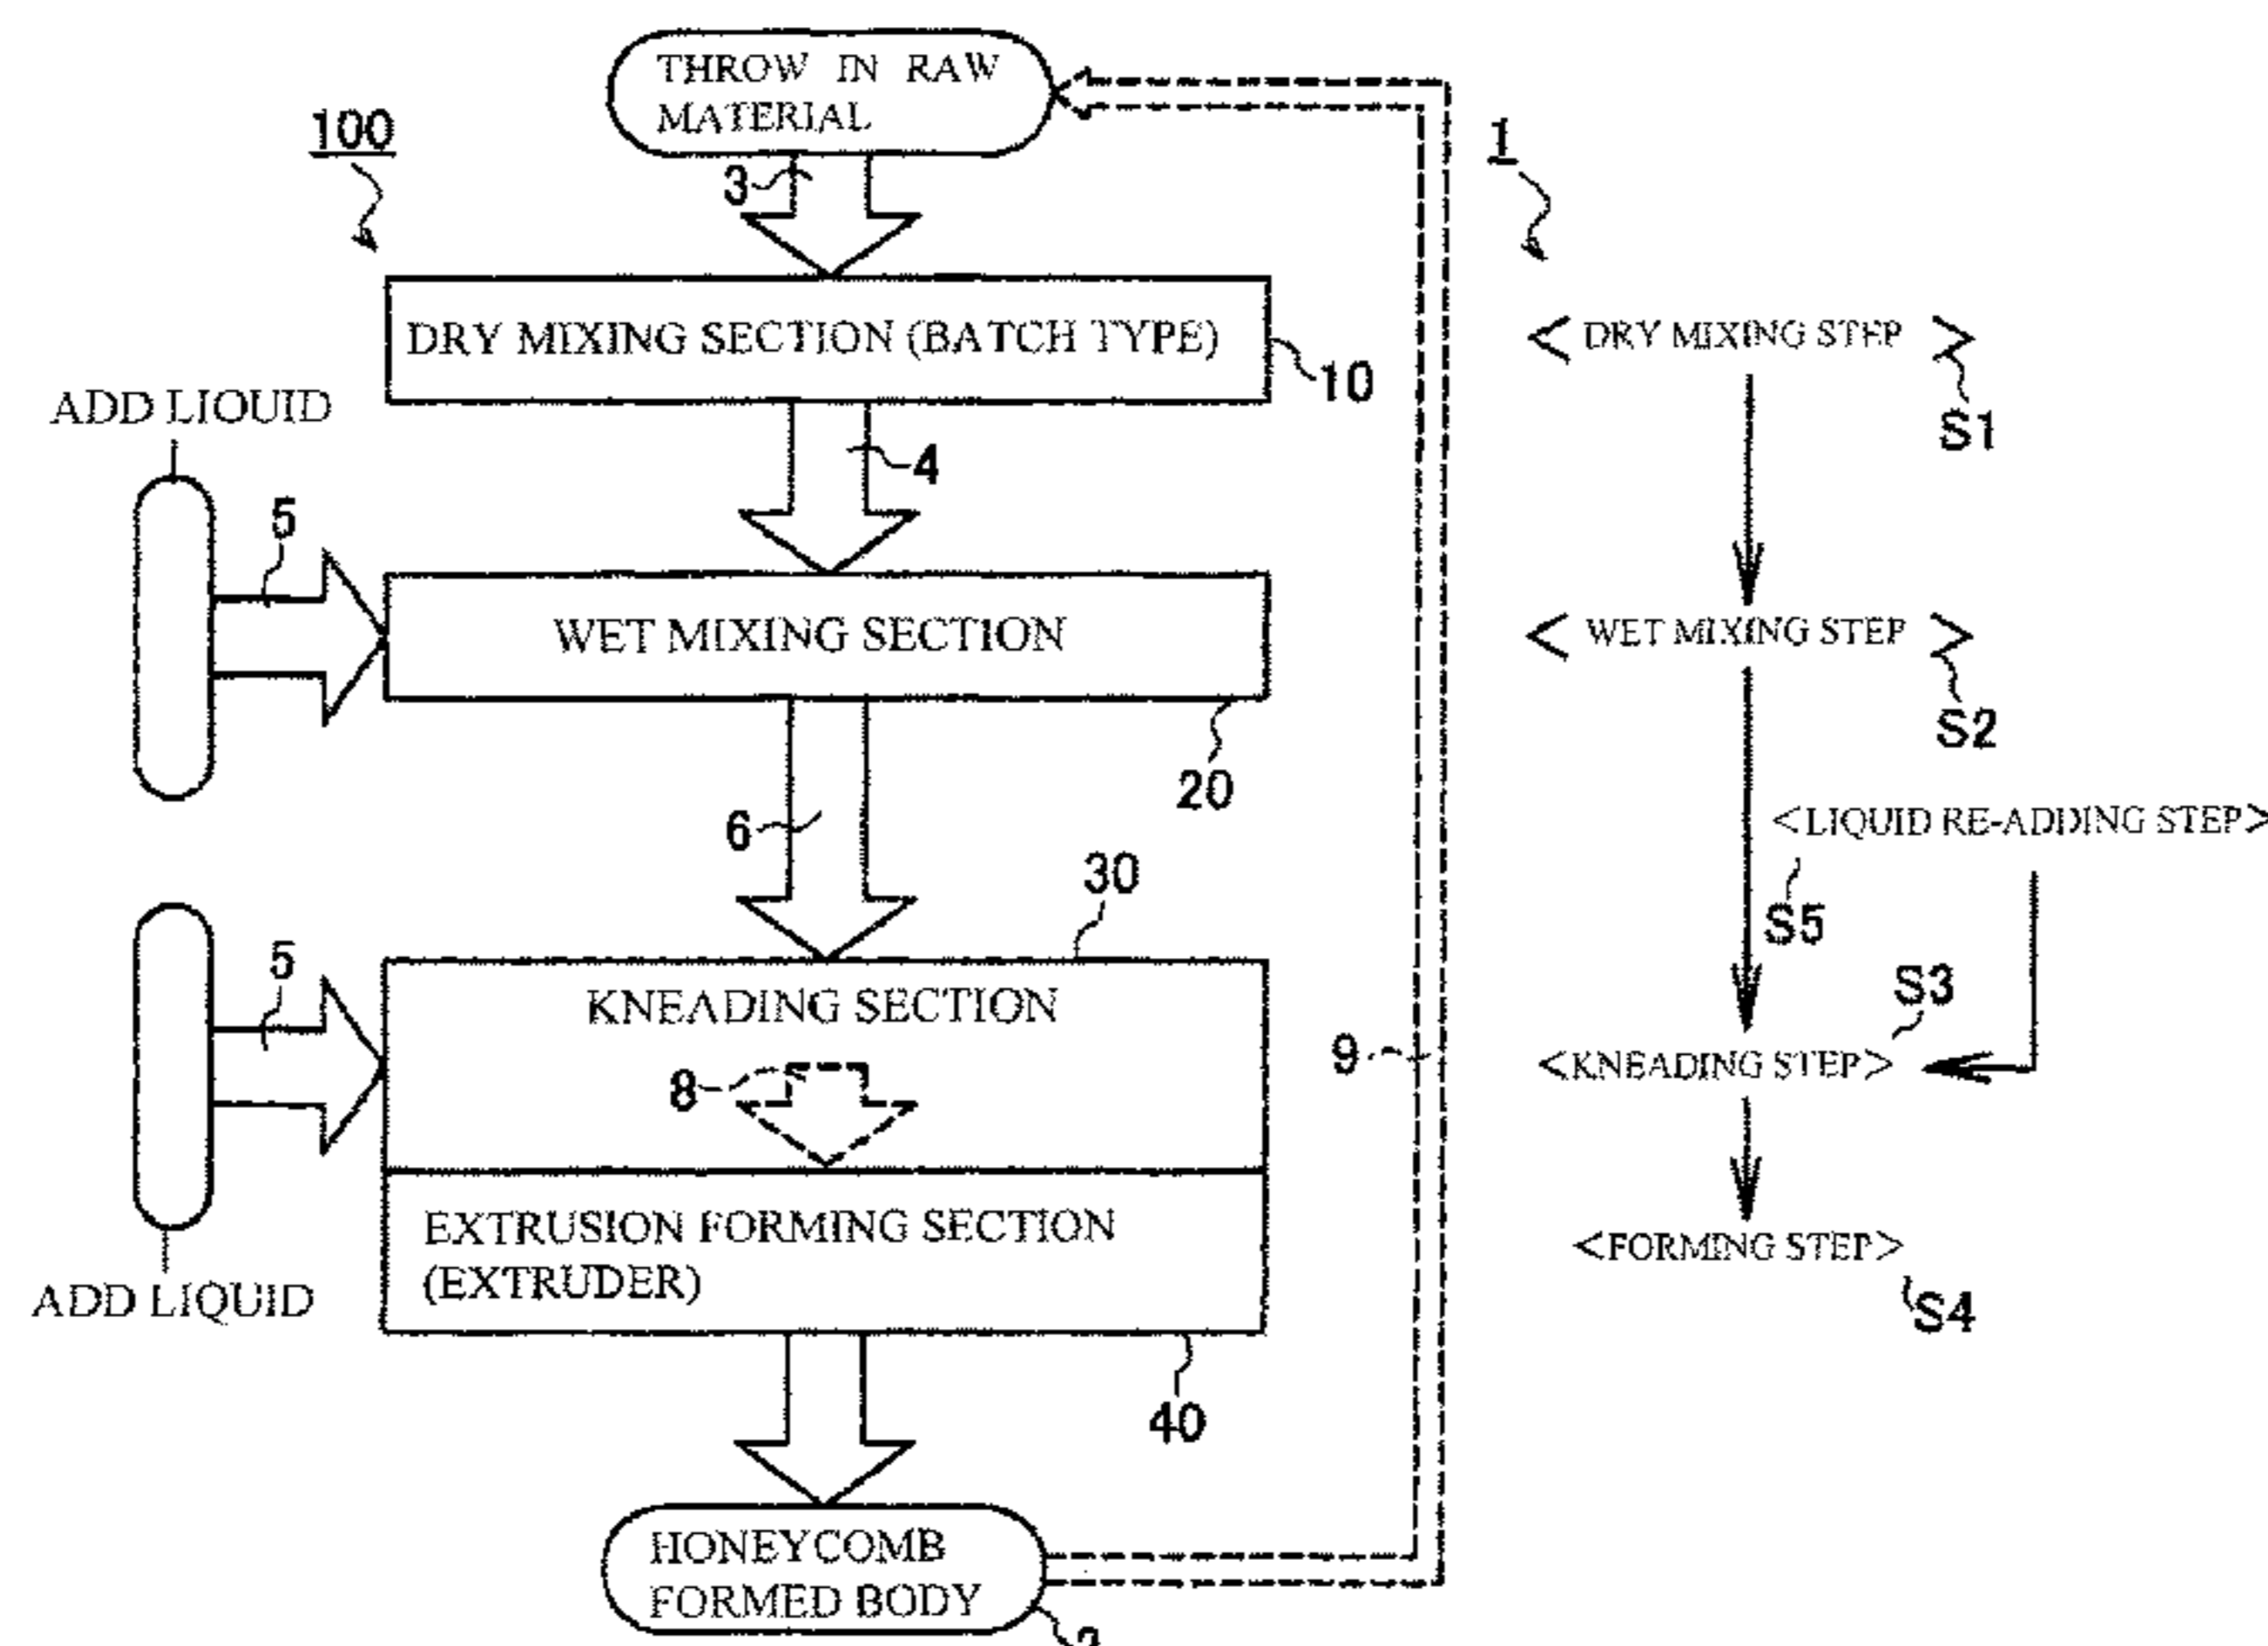 THROW IN RAW
MATERIAL
100
3
1
DRY MIXING SECTION (BATCH TYPE)
10
< DRY MIXING STEP >
S1
ADD LIQUID
4
5
WET MIXING SECTION
20
< WET MIXING STEP >
S2
6
<LIQUID RE-ADDING STEP>
S5
30
5
KNEADING SECTION
8
9
S3
<KNEADING STEP>
EXTRUSION FORMING SECTION
(EXTRUDER)
ADD LIQUID
40
<FORMING STEP>
S4
HONEYCOMB
FORMED BODY